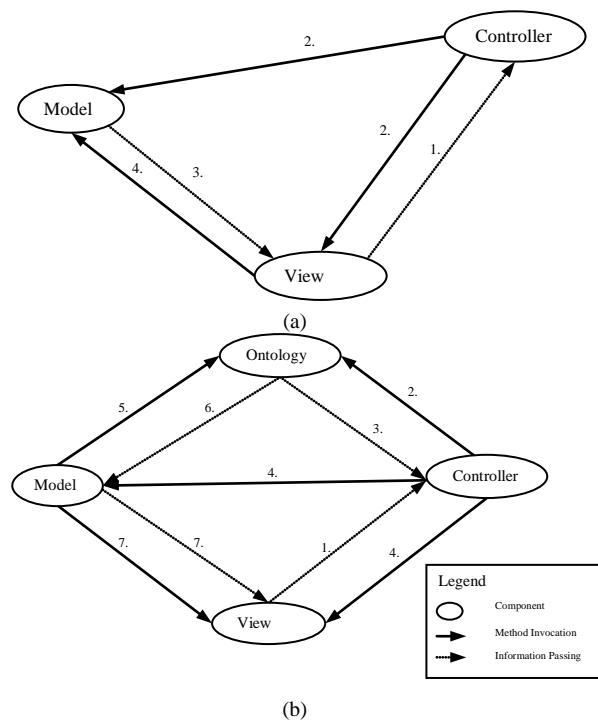 Controller
2.
Model
2.
1.
3.
4.
View
(a)
Ontology
5.
6.
2.
3.
4.
Model
Controller
7.
7.
1.
4.
View
Legend
Component
Method Invocation
Information Passing
(b)